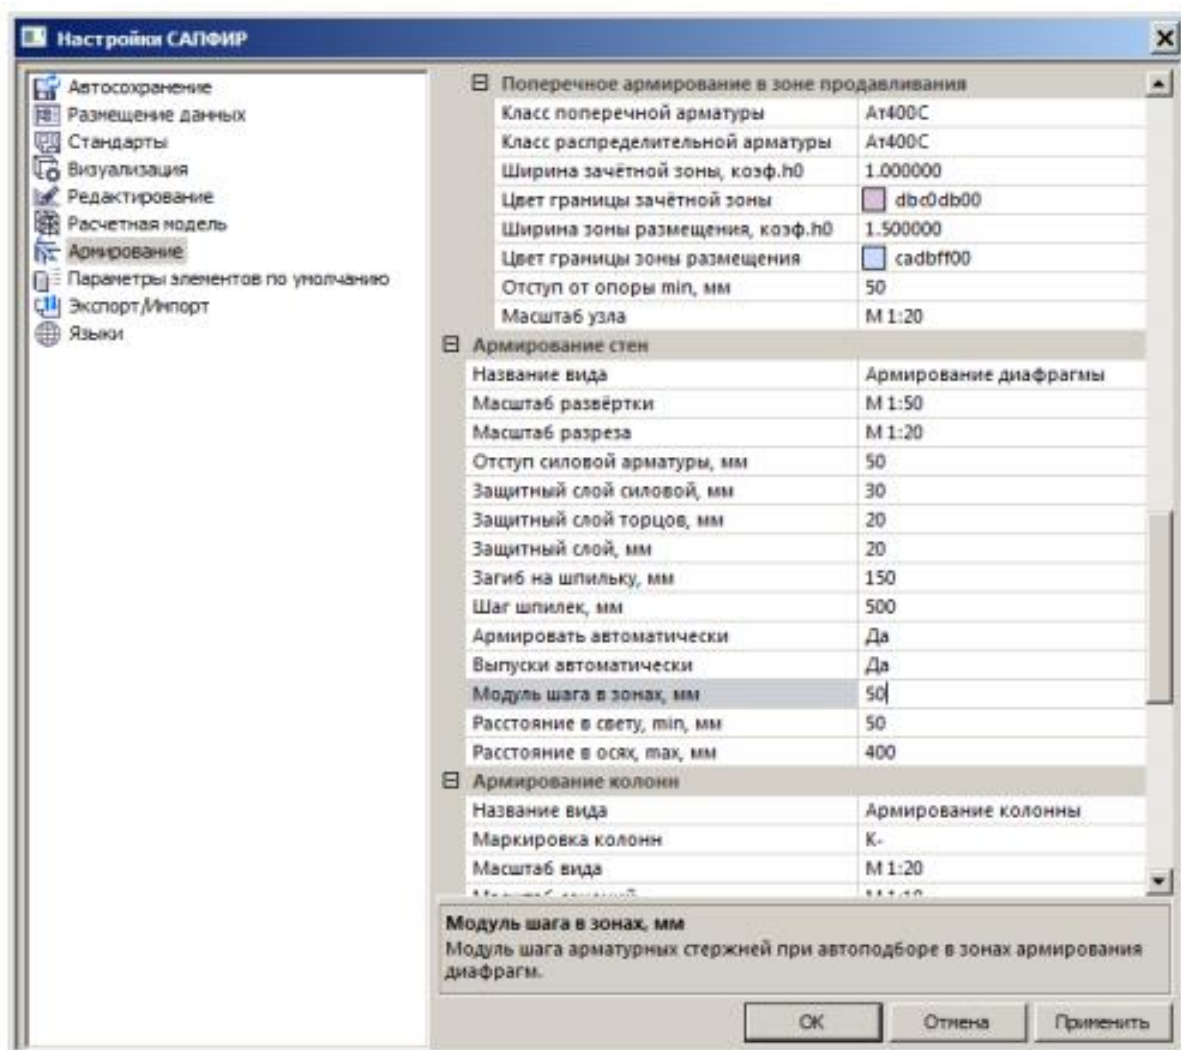 Настройки САПФИР
Автосохранение
Размещение данных
Стандарты
Визуализация
Редактирование
Расчетная модель
Армирование
Параметры элементов по умолчанию
Экспорт/Импорт
Языки
Поперечное армирование в зоне продавливания
Класс поперечной арматуры Ат400С
Класс распределительной арматуры Ат400С
Ширина зачётной зоны, коэф.h0 1.000000
Цвет границы зачётной зоны dbc0db00
Ширина зоны размещения, коэф.h0 1.500000
Цвет границы зоны размещения cadbff00
Отступ от опоры min, мм 50
Масштаб узла М 1:20
Армирование стен
Название вида Армирование диафрагмы
Масштаб развёртки М 1:50
Масштаб разреза М 1:20
Отступ силовой арматуры, мм 50
Защитный слой силовой, мм 30
Защитный слой торцов, мм 20
Защитный слой, мм 20
Загиб на шпильку, мм 150
Шаг шпилек, мм 500
Армировать автоматически Да
Выпуски автоматически Да
Модуль шага в зонах, мм 50
Расстояние в свету, min, мм 50
Расстояние в осях, max, мм 400
Армирование колонн
Название вида Армирование колонны
Маркировка колонн К-
Масштаб вида М 1:20
Модуль шага в зонах, мм
Модуль шага арматурных стержней при автоподборе в зонах армирования
диафрагм.
ОК Отмена Применить